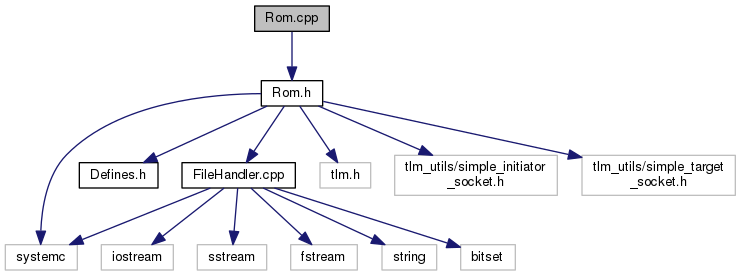 Rom.cpp
Rom.h
Defines.h
FileHandler.cpp
tlm.h
tlm_utils/simple_initiator
_socket.h
tlm_utils/simple_target
_socket.h
systemc
iostream
sstream
fstream
string
bitset